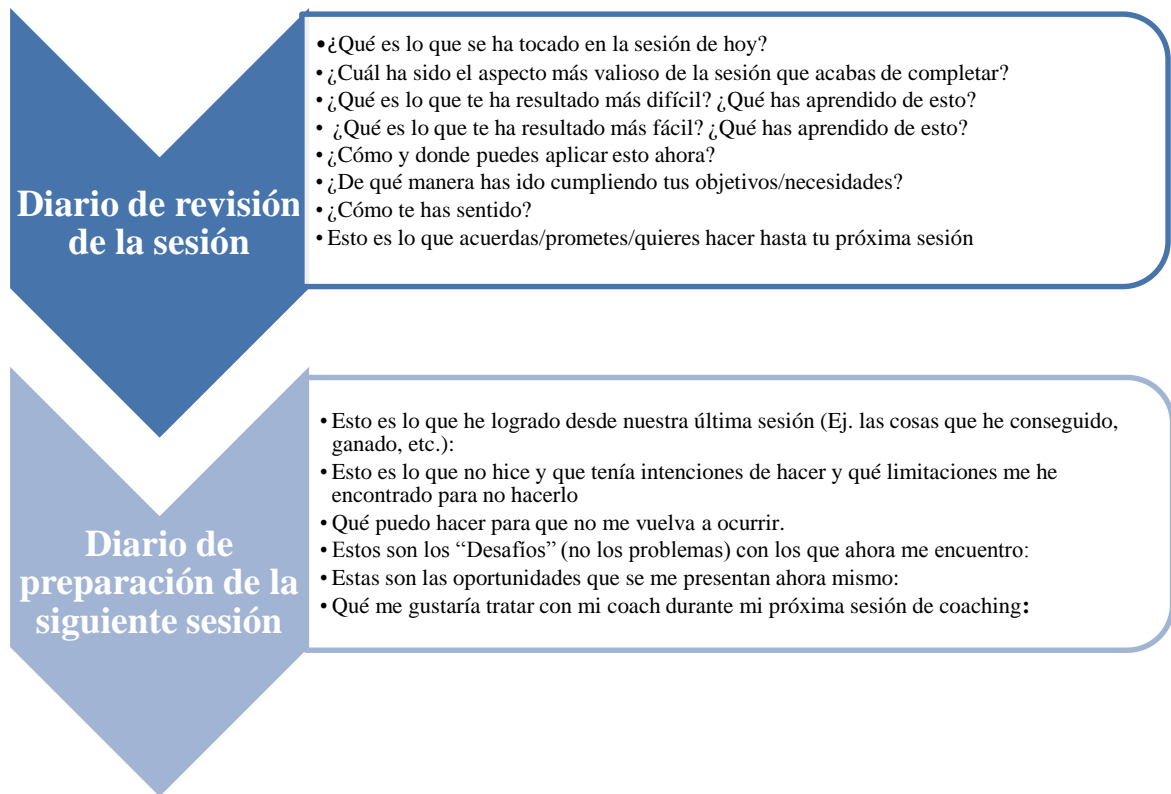 Diario de revisión
de la sesión
•¿Qué es lo que se ha tocado en la sesión de hoy?
• ¿Cuál ha sido el aspecto más valioso de la sesión que acabas de completar?
• ¿Qué es lo que te ha resultado más difícil? ¿Qué has aprendido de esto?
• ¿Qué es lo que te ha resultado más fácil? ¿Qué has aprendido de esto?
• ¿Cómo y donde puedes aplicar esto ahora?
• ¿De qué manera has ido cumpliendo tus objetivos/necesidades?
• ¿Cómo te has sentido?
• Esto es lo que acuerdas/prometes/quieres hacer hasta tu próxima sesión
Diario de
preparación de la
siguiente sesión
• Esto es lo que he logrado desde nuestra última sesión (Ej. las cosas que he conseguido,
ganado, etc.):
• Esto es lo que no hice y que tenía intenciones de hacer y qué limitaciones me he
encontrado para no hacerlo
• Qué puedo hacer para que no me vuelva a ocurrir.
• Estos son los “Desafíos” (no los problemas) con los que ahora me encuentro:
• Estas son las oportunidades que se me presentan ahora mismo:
• Qué me gustaría tratar con mi coach durante mi próxima sesión de coaching: